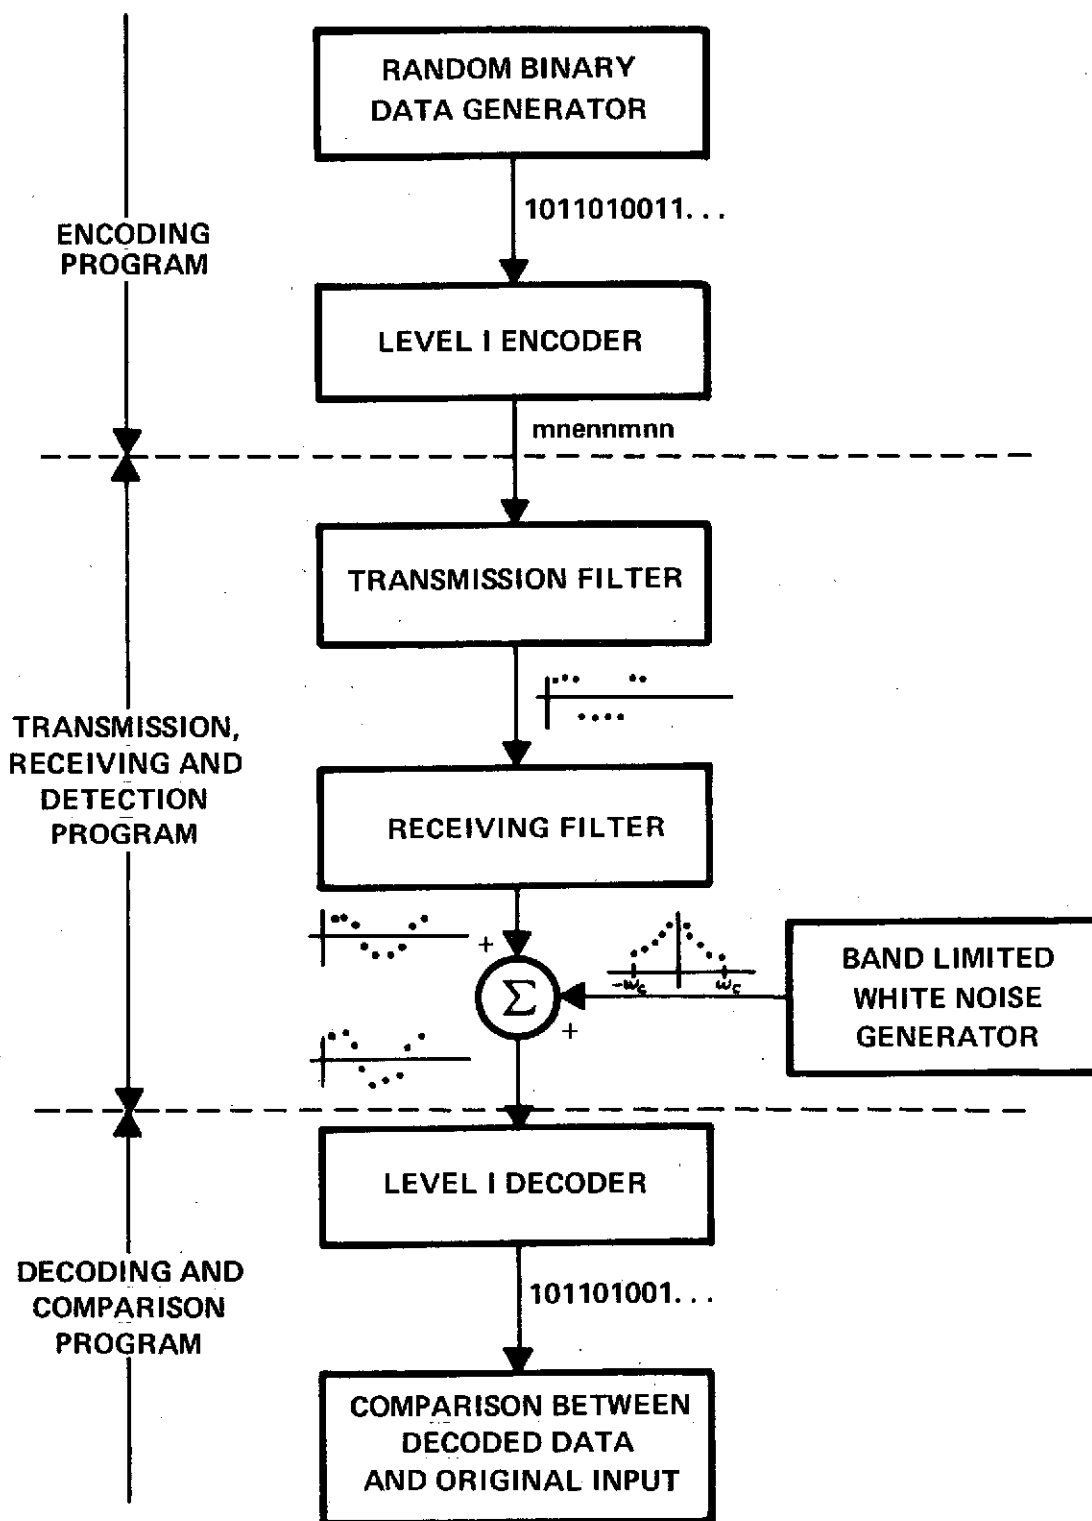 RANDOM BINARY
DATA GENERATOR
1011010011...
ENCODING
PROGRAM
LEVEL I ENCODER
mnennmnn
TRANSMISSION FILTER
TRANSMISSION,
RECEIVING AND
DETECTION
PROGRAM
RECEIVING FILTER
+
-ωc
ωc
BAND LIMITED
WHITE NOISE
GENERATOR
Σ
+
LEVEL I DECODER
101101001...
DECODING AND
COMPARISON
PROGRAM
COMPARISON BETWEEN
DECODED DATA
AND ORIGINAL INPUT